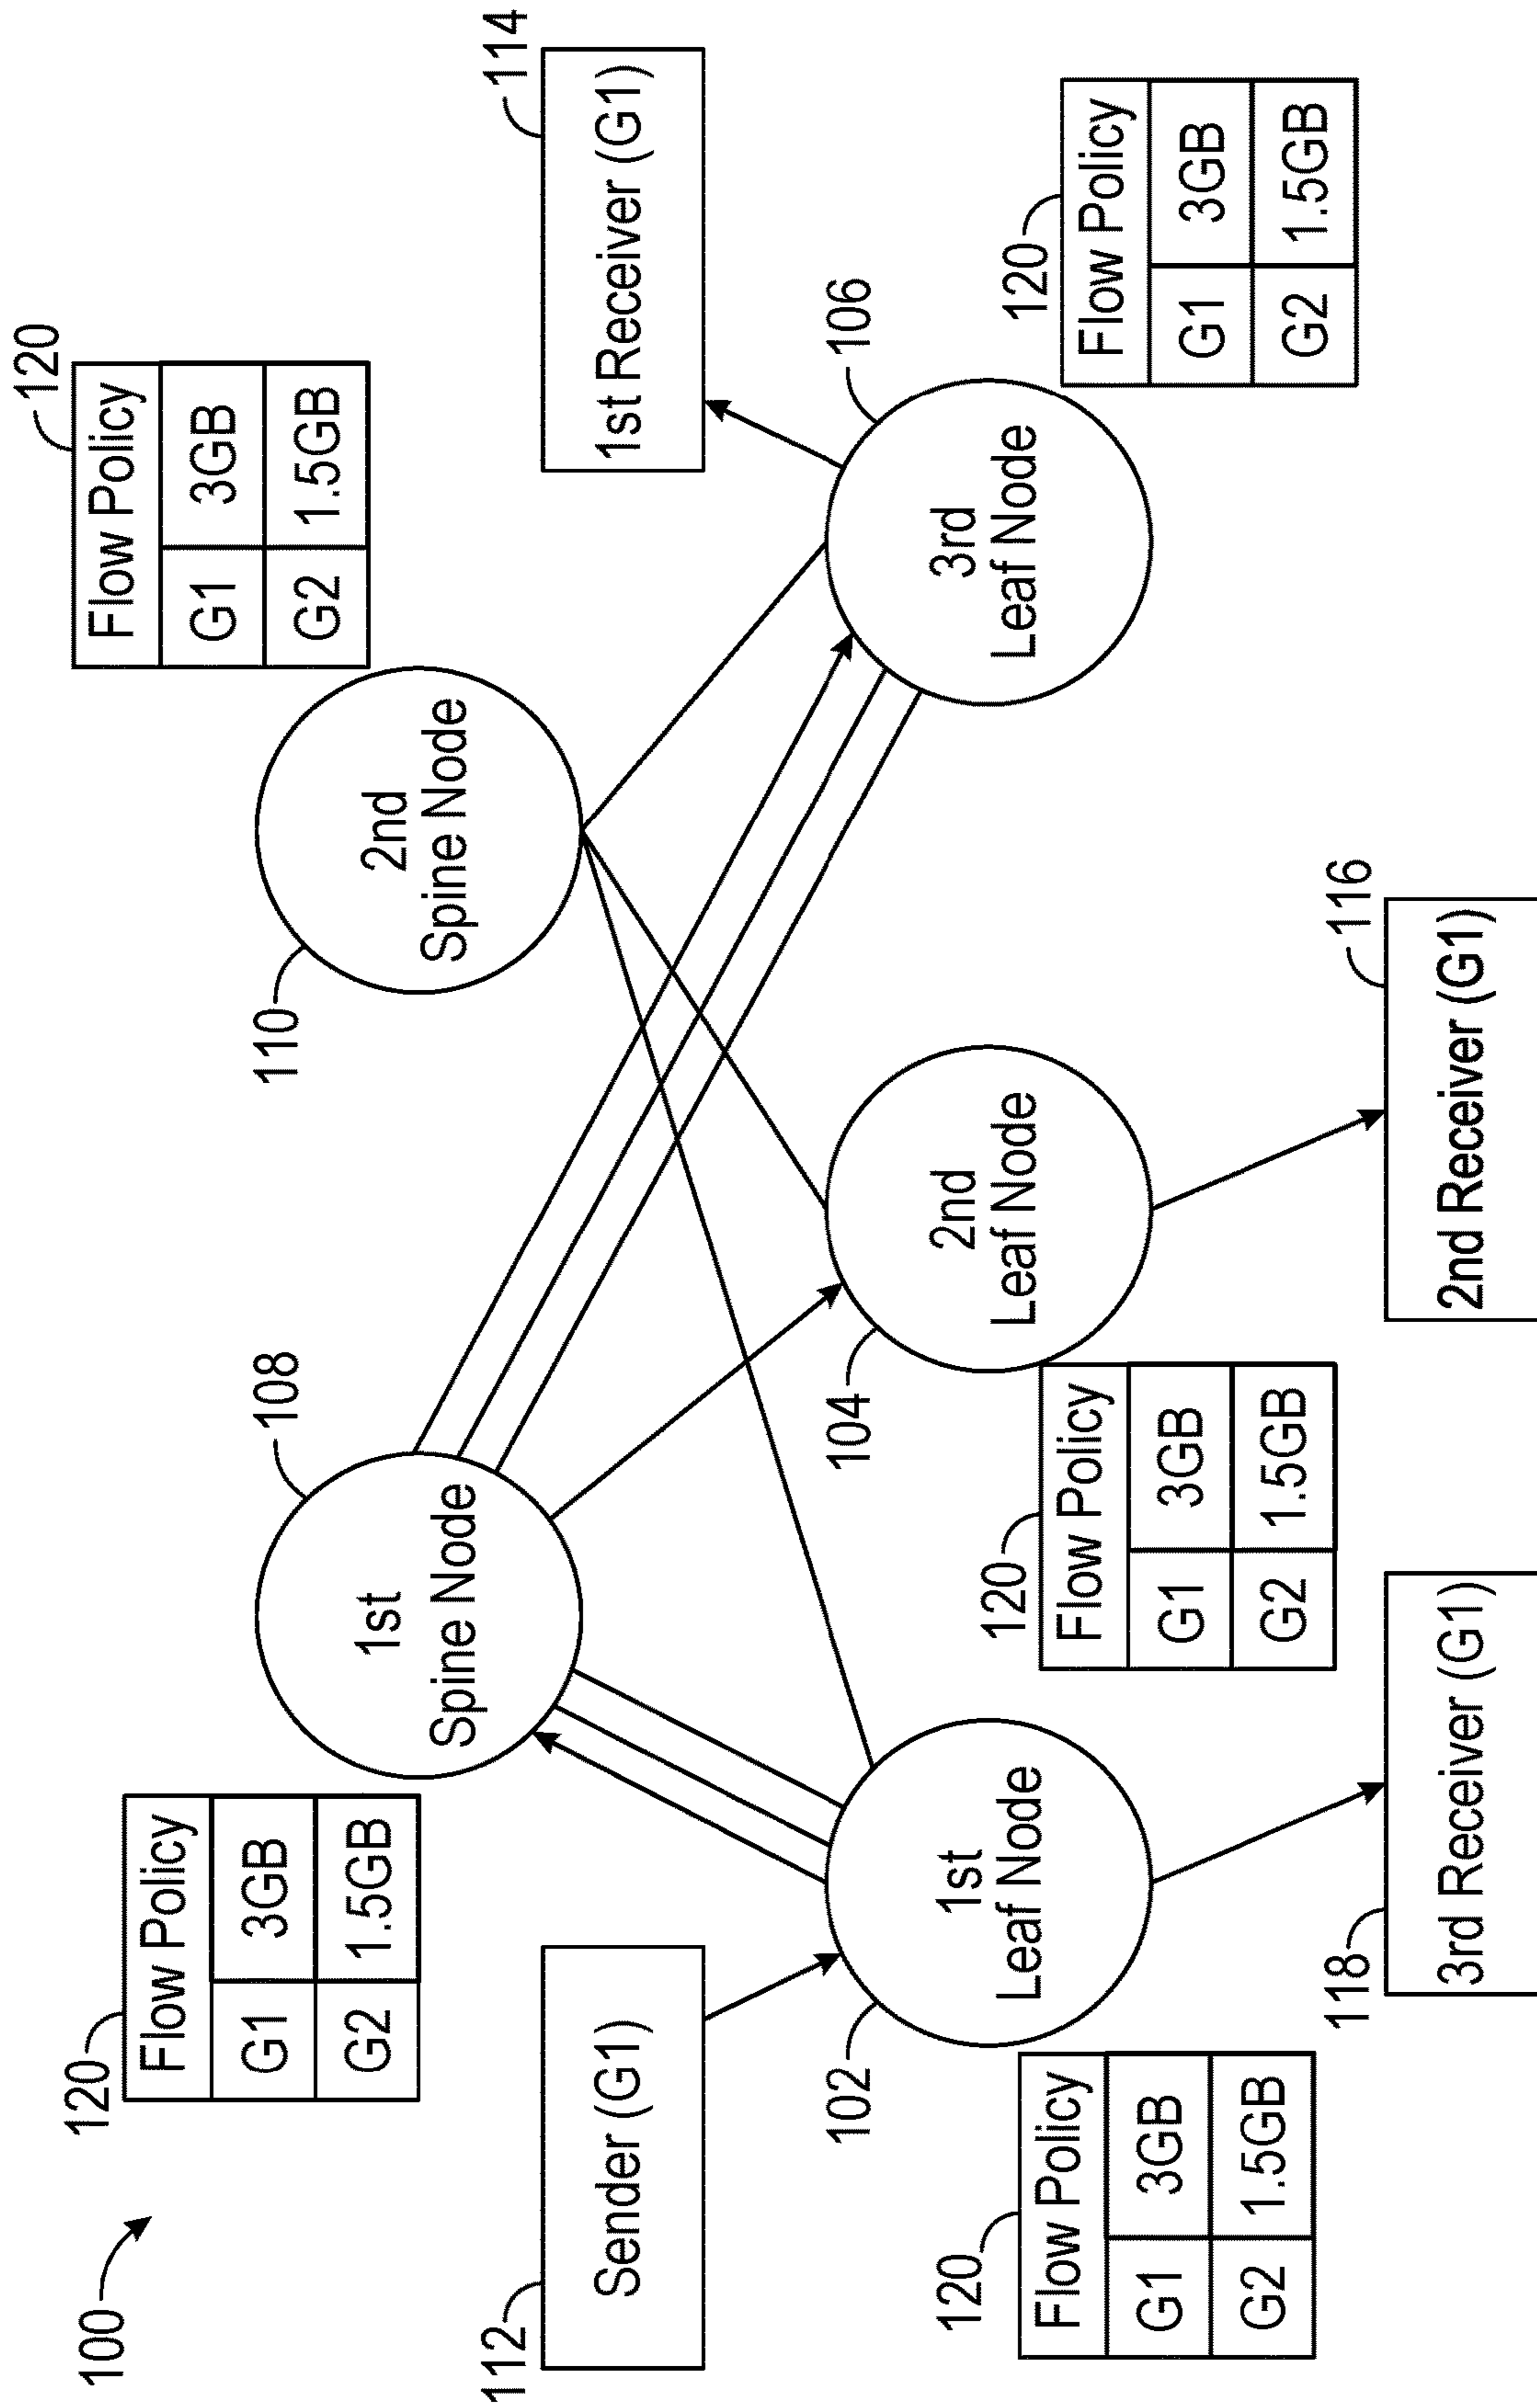 100
120
Flow Policy
G1 3GB
G2 1.5GB
120
Flow Policy
G1 3GB
G2 1.5GB
108
1st
Spine Node
110
2nd
Spine Node
112
Sender (G1)
114
1st Receiver (G1)
102
1st
Leaf Node
104
2nd
Leaf Node
106
3rd
Leaf Node
120
Flow Policy
G1 3GB
G2 1.5GB
120
Flow Policy
G1 3GB
G2 1.5GB
120
Flow Policy
G1 3GB
G2 1.5GB
118
3rd Receiver (G1)
116
2nd Receiver (G1)